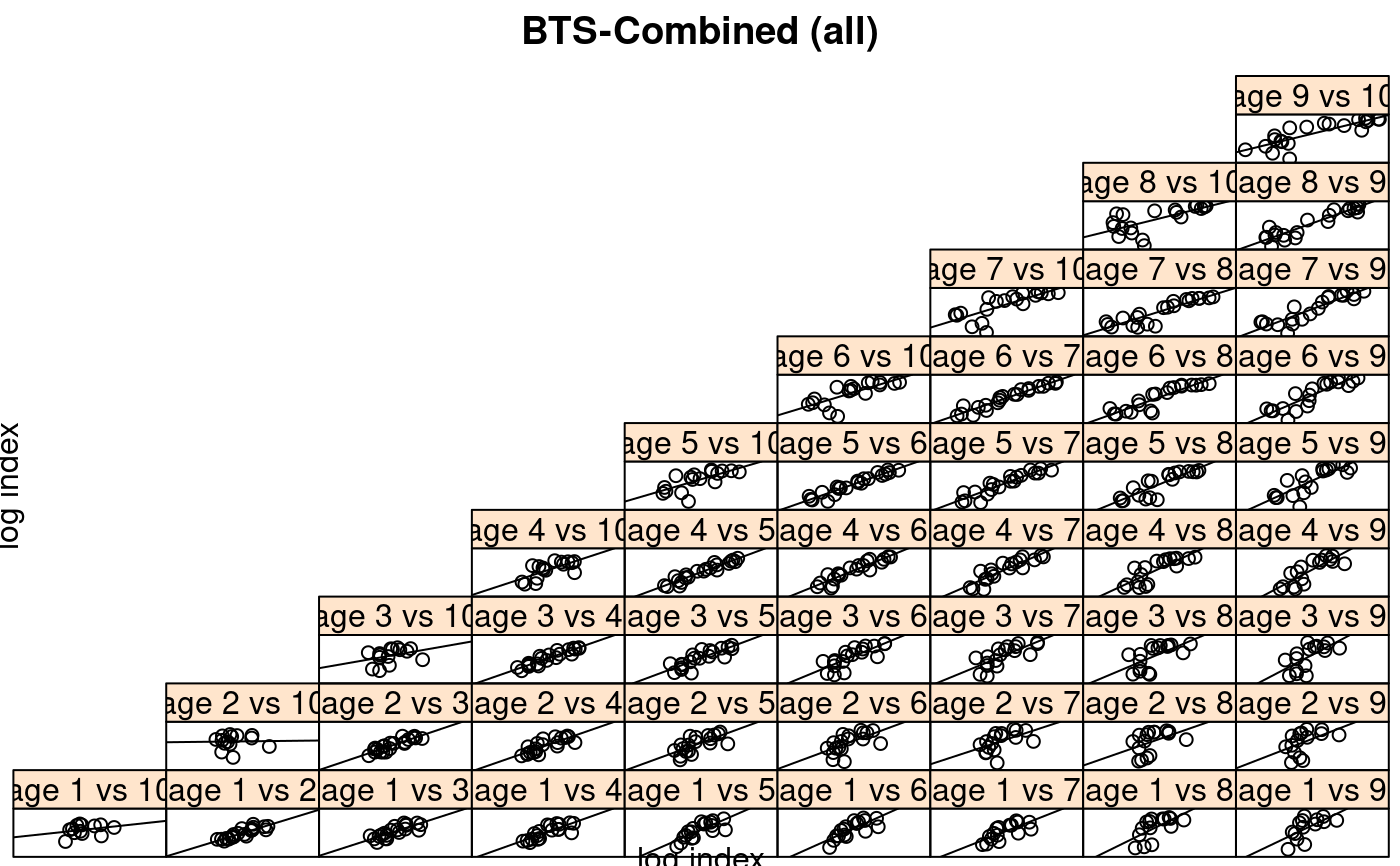 BTS-Combined (all)
age 9 vs 10
age 8 vs 10 age 8 vs 9
age 7 vs 10 age 7 vs 8 age 7 vs 9
age 6 vs 10 age 6 vs 7 age 6 vs 8 age 6 vs 9
age 5 vs 10 age 5 vs 6 age 5 vs 7 age 5 vs 8 age 5 vs 9
age 4 vs 10 age 4 vs 5 age 4 vs 6 age 4 vs 7 age 4 vs 8 age 4 vs 9
age 3 vs 10 age 3 vs 4 age 3 vs 5 age 3 vs 6 age 3 vs 7 age 3 vs 8 age 3 vs 9
age 2 vs 10 age 2 vs 3 age 2 vs 4 age 2 vs 5 age 2 vs 6 age 2 vs 7 age 2 vs 8 age 2 vs 9
age 1 vs 10 age 1 vs 2 age 1 vs 3 age 1 vs 4 age 1 vs 5 age 1 vs 6 age 1 vs 7 age 1 vs 8 age 1 vs 9
log index
log index